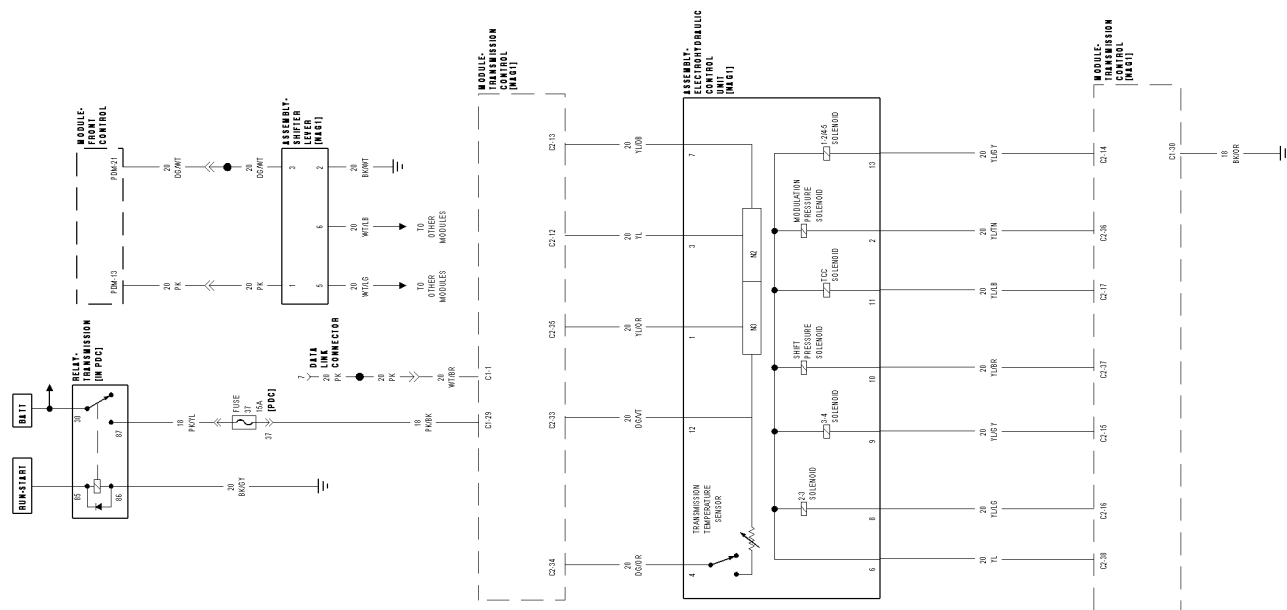 BATT
RUN-START
RELAY-
TRANSMISSION
[IN PDC]
30
87
85
86
18
PK/YL
FUSE
37
15A
[PDC]
37
18
PK/BK
C1-29
20
BK/GY
MODULE-
FRONT
CONTROL
PDM-21
PDM-13
20
DG/WT
20
DG/WT
20
PK
20
PK
ASSEMBLY-
SHIFTER
LEVER
[NAG1]
3
2
6
1
5
20
BK/WT
20
WT/LB
TO
OTHER
MODULES
20
WT/LG
TO
OTHER
MODULES
7
DATA
LINK
CONNECTOR
20
PK
20
PK
20
WT/BR
C1-1
MODULE-
TRANSMISSION
CONTROL
[NAG1]
C2-13
C2-12
C2-35
C2-33
C2-34
20
YL/DB
20
YL
20
YL/OR
20
DG/VT
20
DG/OR
ASSEMBLY-
ELECTROHYDRAULIC
CONTROL
UNIT
[NAG1]
7
3
1
12
4
N2
N3
TRANSMISSION
TEMPERATURE
SENSOR
1-2/4-5
SOLENOID
MODULATION
PRESSURE
SOLENOID
TCC
SOLENOID
SHIFT
PRESSURE
SOLENOID
3-4
SOLENOID
2-3
SOLENOID
13
2
11
10
9
8
6
20
YL/GY
20
YL/TN
20
YL/LB
20
YL/BR
20
YL/GY
20
YL/LG
20
YL
C2-14
C2-36
C2-17
C2-37
C2-15
C2-16
C2-38
MODULE-
TRANSMISSION
CONTROL
[NAG1]
C1-30
18
BK/OR